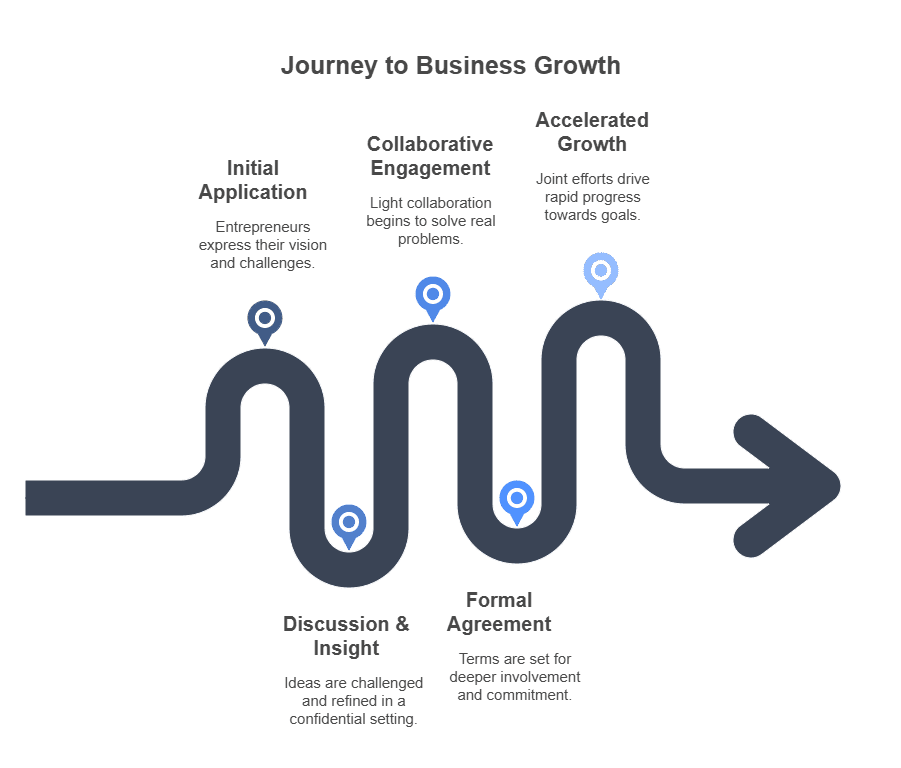 Journey to Business Growth
Initial
Application
Entrepreneurs
express their vision
and challenges.
Discussion &
Insight
Ideas are challenged
and refined in a
confidential setting.
Collaborative
Engagement
Light collaboration
begins to solve real
problems.
Formal
Agreement
Terms are set for
deeper involvement
and commitment.
Accelerated
Growth
Joint efforts drive
rapid progress
towards goals.